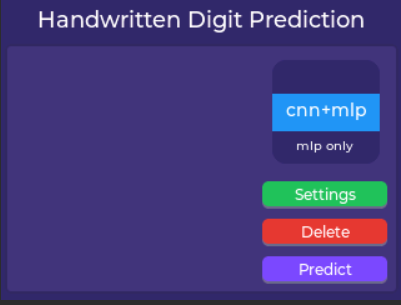 Handwritten Digit Prediction
cnn+mlp
mlp only
Settings
Delete
Predict